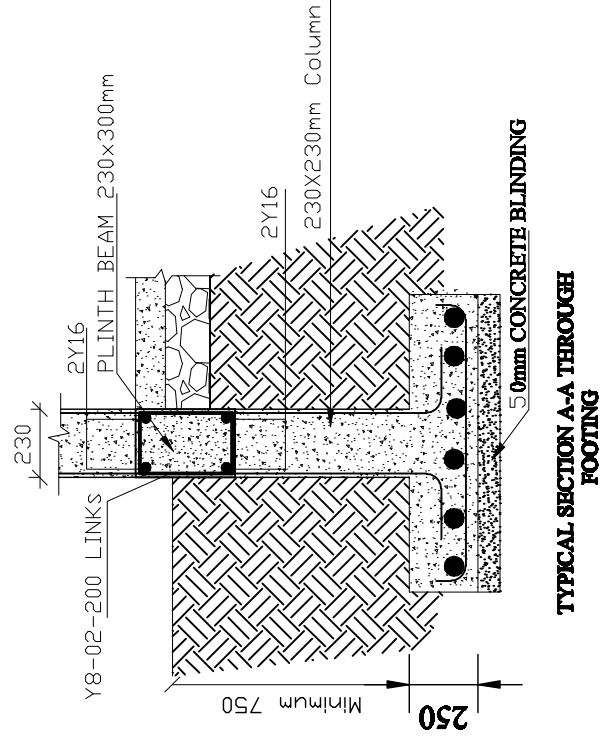 230
2Y16
PLINTH BEAM 230x300mm
Y8-02-200 LINKs
2Y16
230X230mm Column
Minimum 750
250
50mm CONCRETE BLINDING
TYPICAL SECTION A-A THROUGH
FOOTING